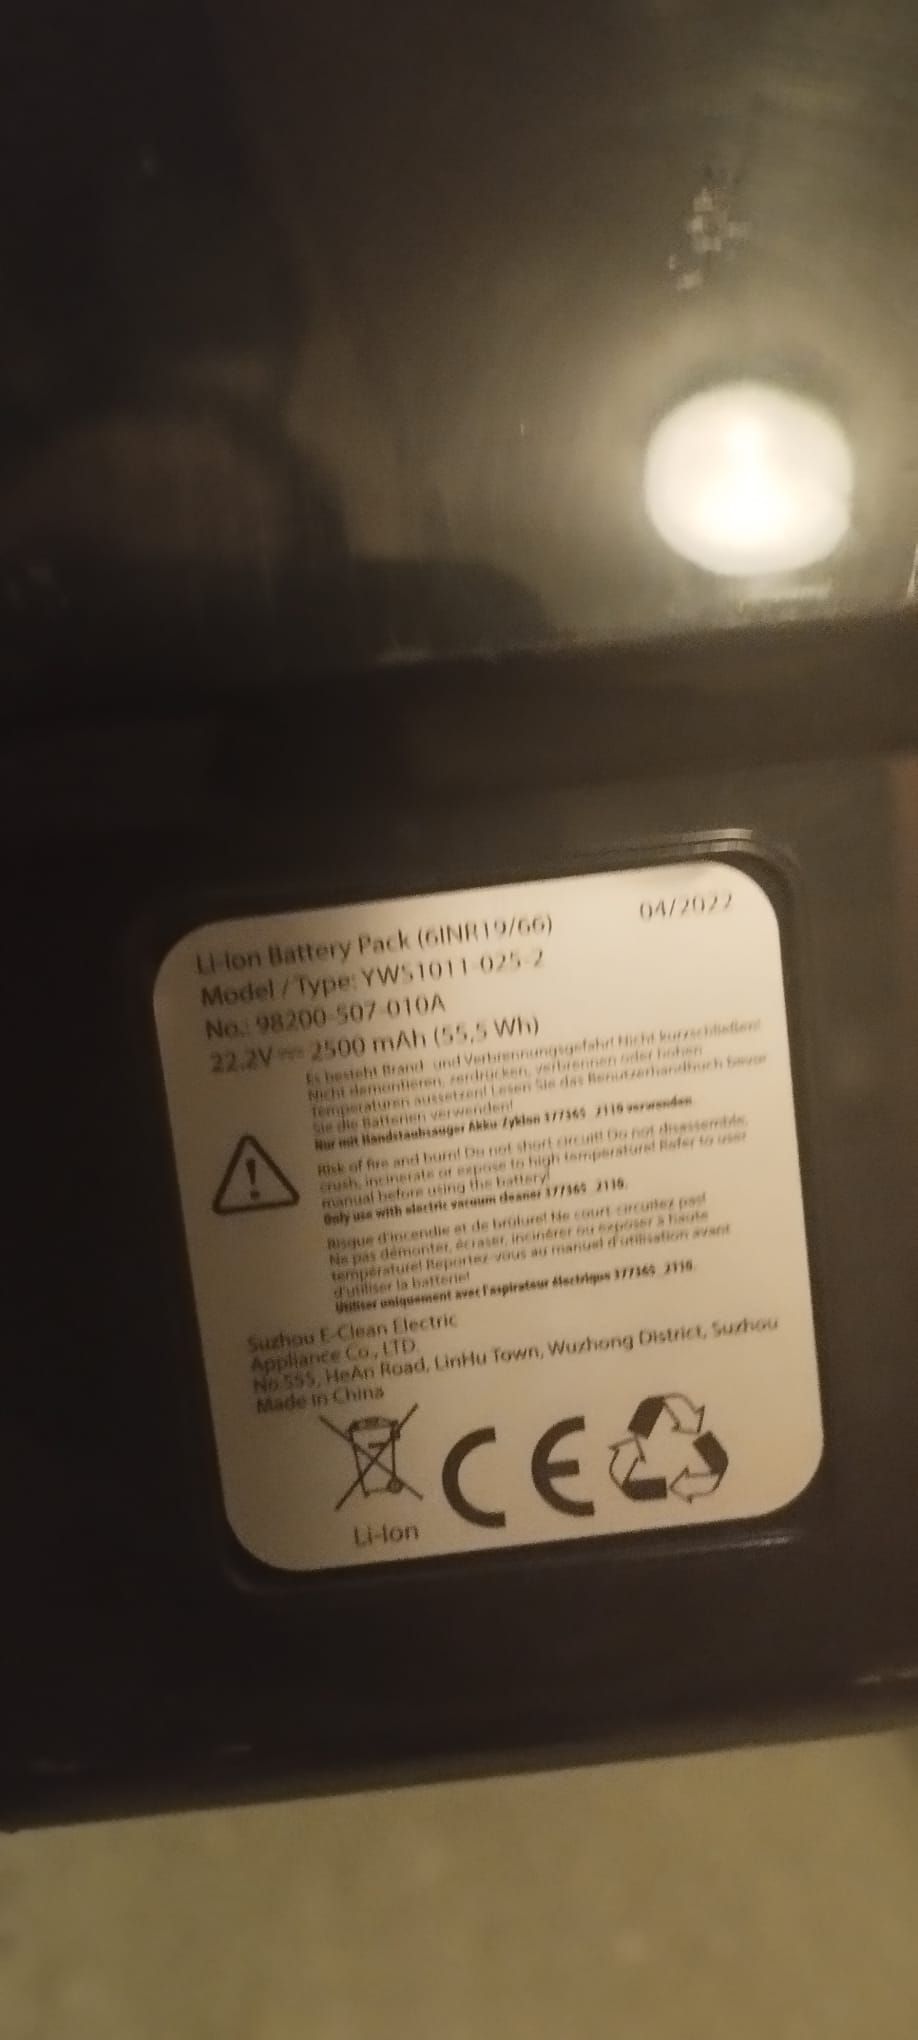 04/2022
Li-Ion Battery Pack (6INR19/66)
Model / Type: YWS1011-025-2
No.: 98200-507-010A
22.2V 2500 mAh (55,5 Wh)
Es besteht Brand- und Verbrennungsgefahr! Nicht kurzschließen!
Nicht demontieren, zerdrücken, verbrennen oder hohen
Temperaturen aussetzen! Lesen Sie das Benutzerhandbuch bevor
Sie die Batterien verwenden!
Nur mit Handstaubsauger Akku Zyklon 377365_2110 verwenden.
Risk of fire and burn! Do not short circuit! Do not disassemble,
crush, incinerate or expose to high temperature! Refer to user
manual before using the battery!
Only use with electric vacuum cleaner 377365_2110.
Risque d'incendie et de brûlure! Ne court-circuitez pas!
Ne pas démonter, écraser, incinérer ou exposer à haute
température! Reportez-vous au manuel d'utilisation avant
d'utiliser la batterie!
Utiliser uniquement avec l'aspirateur électrique 377365_2110.
Suzhou E-Clean Electric
Appliance Co., LTD.
No.555, HeAn Road, LinHu Town, Wuzhong District, Suzhou
Made in China
CE
Li-Ion